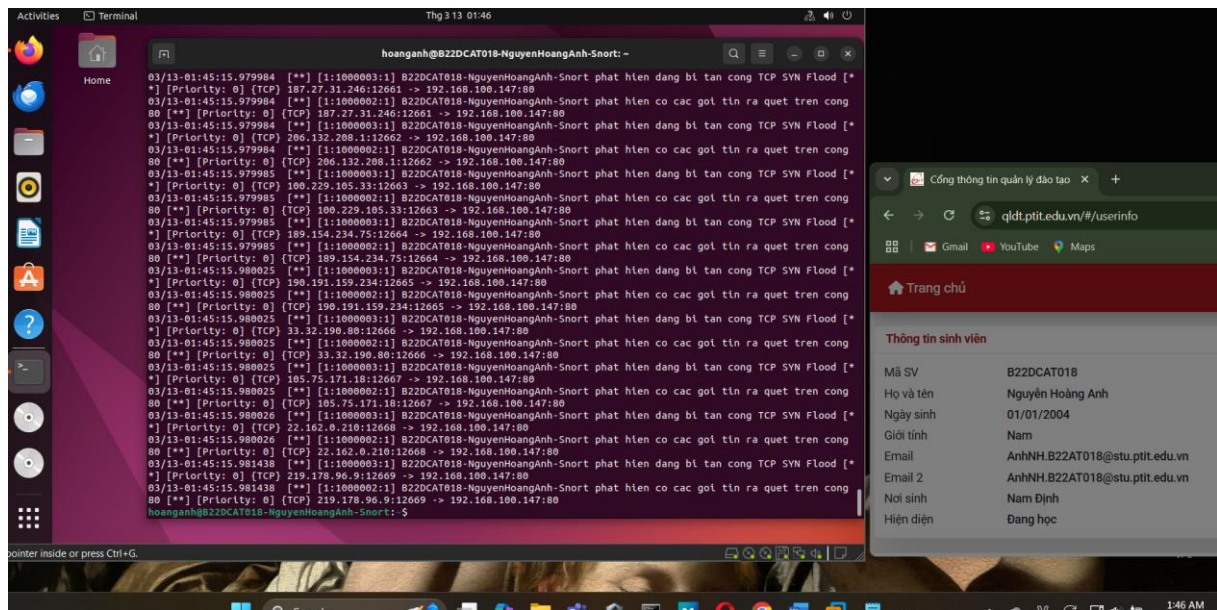 Activities
Terminal
Thg 3 13 01:46
Home
hoanganh@B22DCAT018-NguyenHoangAnh-Snort: ~
03/13-01:45:15.979984 [**] [1:1000003:1] B22DCAT018-NguyenHoangAnh-Snort phat hien dang bi tan cong TCP SYN Flood [*
*] [Priority: 0] {TCP} 187.27.31.246:12661 -> 192.168.100.147:80
03/13-01:45:15.979984 [**] [1:1000002:1] B22DCAT018-NguyenHoangAnh-Snort phat hien co cac goi tin ra quet tren cong
80 [**] [Priority: 0] {TCP} 187.27.31.246:12661 -> 192.168.100.147:80
03/13-01:45:15.979984 [**] [1:1000003:1] B22DCAT018-NguyenHoangAnh-Snort phat hien dang bi tan cong TCP SYN Flood [*
*] [Priority: 0] {TCP} 206.132.208.1:12662 -> 192.168.100.147:80
03/13-01:45:15.979984 [**] [1:1000002:1] B22DCAT018-NguyenHoangAnh-Snort phat hien co cac goi tin ra quet tren cong
80 [**] [Priority: 0] {TCP} 206.132.208.1:12662 -> 192.168.100.147:80
03/13-01:45:15.979985 [**] [1:1000003:1] B22DCAT018-NguyenHoangAnh-Snort phat hien dang bi tan cong TCP SYN Flood [*
*] [Priority: 0] {TCP} 100.229.105.33:12663 -> 192.168.100.147:80
03/13-01:45:15.979985 [**] [1:1000002:1] B22DCAT018-NguyenHoangAnh-Snort phat hien co cac goi tin ra quet tren cong
80 [**] [Priority: 0] {TCP} 100.229.105.33:12663 -> 192.168.100.147:80
03/13-01:45:15.979985 [**] [1:1000003:1] B22DCAT018-NguyenHoangAnh-Snort phat hien dang bi tan cong TCP SYN Flood [*
*] [Priority: 0] {TCP} 189.154.234.75:12664 -> 192.168.100.147:80
03/13-01:45:15.979985 [**] [1:1000002:1] B22DCAT018-NguyenHoangAnh-Snort phat hien co cac goi tin ra quet tren cong
80 [**] [Priority: 0] {TCP} 189.154.234.75:12664 -> 192.168.100.147:80
03/13-01:45:15.980025 [**] [1:1000003:1] B22DCAT018-NguyenHoangAnh-Snort phat hien dang bi tan cong TCP SYN Flood [*
*] [Priority: 0] {TCP} 190.191.159.234:12665 -> 192.168.100.147:80
03/13-01:45:15.980025 [**] [1:1000002:1] B22DCAT018-NguyenHoangAnh-Snort phat hien co cac goi tin ra quet tren cong
80 [**] [Priority: 0] {TCP} 190.191.159.234:12665 -> 192.168.100.147:80
03/13-01:45:15.980025 [**] [1:1000003:1] B22DCAT018-NguyenHoangAnh-Snort phat hien dang bi tan cong TCP SYN Flood [*
*] [Priority: 0] {TCP} 33.32.190.80:12666 -> 192.168.100.147:80
03/13-01:45:15.980025 [**] [1:1000002:1] B22DCAT018-NguyenHoangAnh-Snort phat hien co cac goi tin ra quet tren cong
80 [**] [Priority: 0] {TCP} 33.32.190.80:12666 -> 192.168.100.147:80
03/13-01:45:15.980025 [**] [1:1000003:1] B22DCAT018-NguyenHoangAnh-Snort phat hien dang bi tan cong TCP SYN Flood [*
*] [Priority: 0] {TCP} 105.75.171.18:12667 -> 192.168.100.147:80
03/13-01:45:15.980025 [**] [1:1000002:1] B22DCAT018-NguyenHoangAnh-Snort phat hien co cac goi tin ra quet tren cong
80 [**] [Priority: 0] {TCP} 105.75.171.18:12667 -> 192.168.100.147:80
03/13-01:45:15.980026 [**] [1:1000003:1] B22DCAT018-NguyenHoangAnh-Snort phat hien dang bi tan cong TCP SYN Flood [*
*] [Priority: 0] {TCP} 22.162.0.210:12668 -> 192.168.100.147:80
03/13-01:45:15.980026 [**] [1:1000002:1] B22DCAT018-NguyenHoangAnh-Snort phat hien co cac goi tin ra quet tren cong
80 [**] [Priority: 0] {TCP} 22.162.0.210:12668 -> 192.168.100.147:80
03/13-01:45:15.981438 [**] [1:1000003:1] B22DCAT018-NguyenHoangAnh-Snort phat hien dang bi tan cong TCP SYN Flood [*
*] [Priority: 0] {TCP} 219.178.96.9:12669 -> 192.168.100.147:80
03/13-01:45:15.981438 [**] [1:1000002:1] B22DCAT018-NguyenHoangAnh-Snort phat hien co cac goi tin ra quet tren cong
80 [**] [Priority: 0] {TCP} 219.178.96.9:12669 -> 192.168.100.147:80
hoanganh@B22DCAT018-NguyenHoangAnh-Snort:~$
pointer inside or press Ctrl+G.
Cổng thông tin quản lý đào tạo
qldt.ptit.edu.vn/#/userinfo
Gmail
YouTube
Maps
Trang chủ
Thông tin sinh viên
Mã SV B22DCAT018
Họ và tên Nguyễn Hoàng Anh
Ngày sinh 01/01/2004
Giới tính Nam
Email AnhNH.B22AT018@stu.ptit.edu.vn
Email 2 AnhNH.B22AT018@stu.ptit.edu.vn
Nơi sinh Nam Định
Hiện diện Đang học
1:46 AM